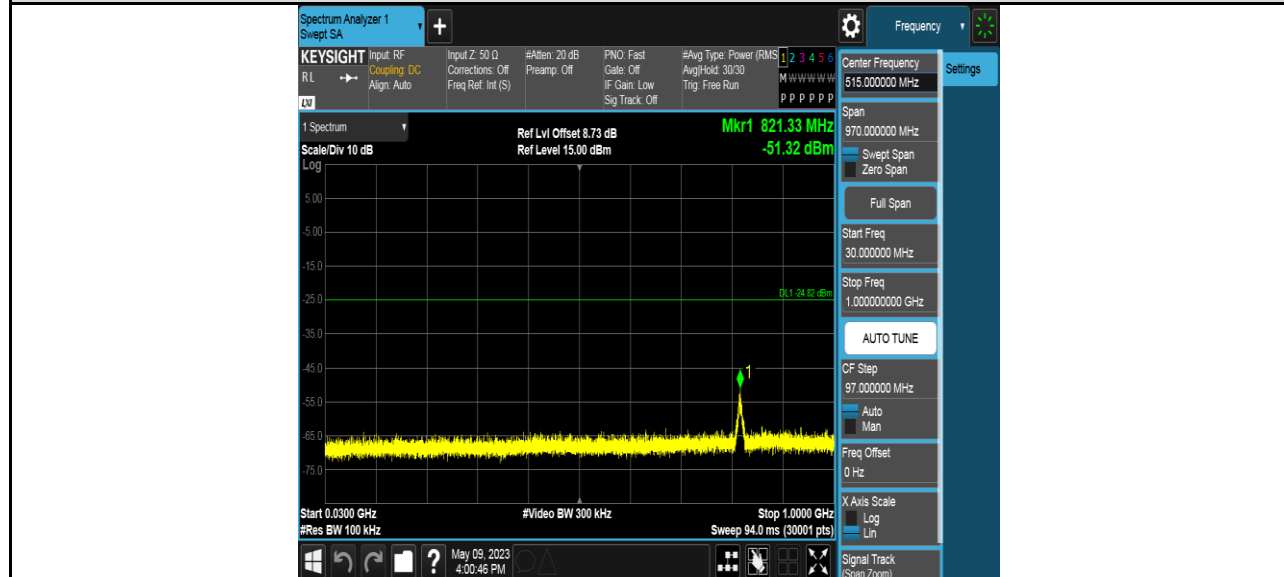 Spectrum Analyzer 1
Swept SA
+
Frequency
KEYSIGHT
RL
LXI
Input: RF
Coupling: DC
Align: Auto
Input Z: 50 Ω
Corrections: Off
Freq Ref: Int (S)
#Atten: 20 dB
Preamp: Off
PNO: Fast
Gate: Off
IF Gain: Low
Sig Track: Off
#Avg Type: Power (RMS
Avg|Hold: 30/30
Trig: Free Run
1 2 3 4 5 6
M W W W W W
P P P P P P
1 Spectrum
Scale/Div 10 dB
Ref Lvl Offset 8.73 dB
Ref Level 15.00 dBm
Mkr1 821.33 MHz
-51.32 dBm
Log
5.00
-5.00
-15.0
-25.0
-35.0
-45.0
-55.0
-65.0
-75.0
DL1 -24.82 dBm
1
Start 0.0300 GHz
#Res BW 100 kHz
#Video BW 300 kHz
Stop 1.0000 GHz
Sweep 94.0 ms (30001 pts)
?
May 09, 2023
4:00:46 PM
Center Frequency
515.000000 MHz
Settings
Span
970.000000 MHz
Swept Span
Zero Span
Full Span
Start Freq
30.000000 MHz
Stop Freq
1.000000000 GHz
AUTO TUNE
CF Step
97.000000 MHz
Auto
Man
Freq Offset
0 Hz
X Axis Scale
Log
Lin
Signal Track
(Span Zoom)